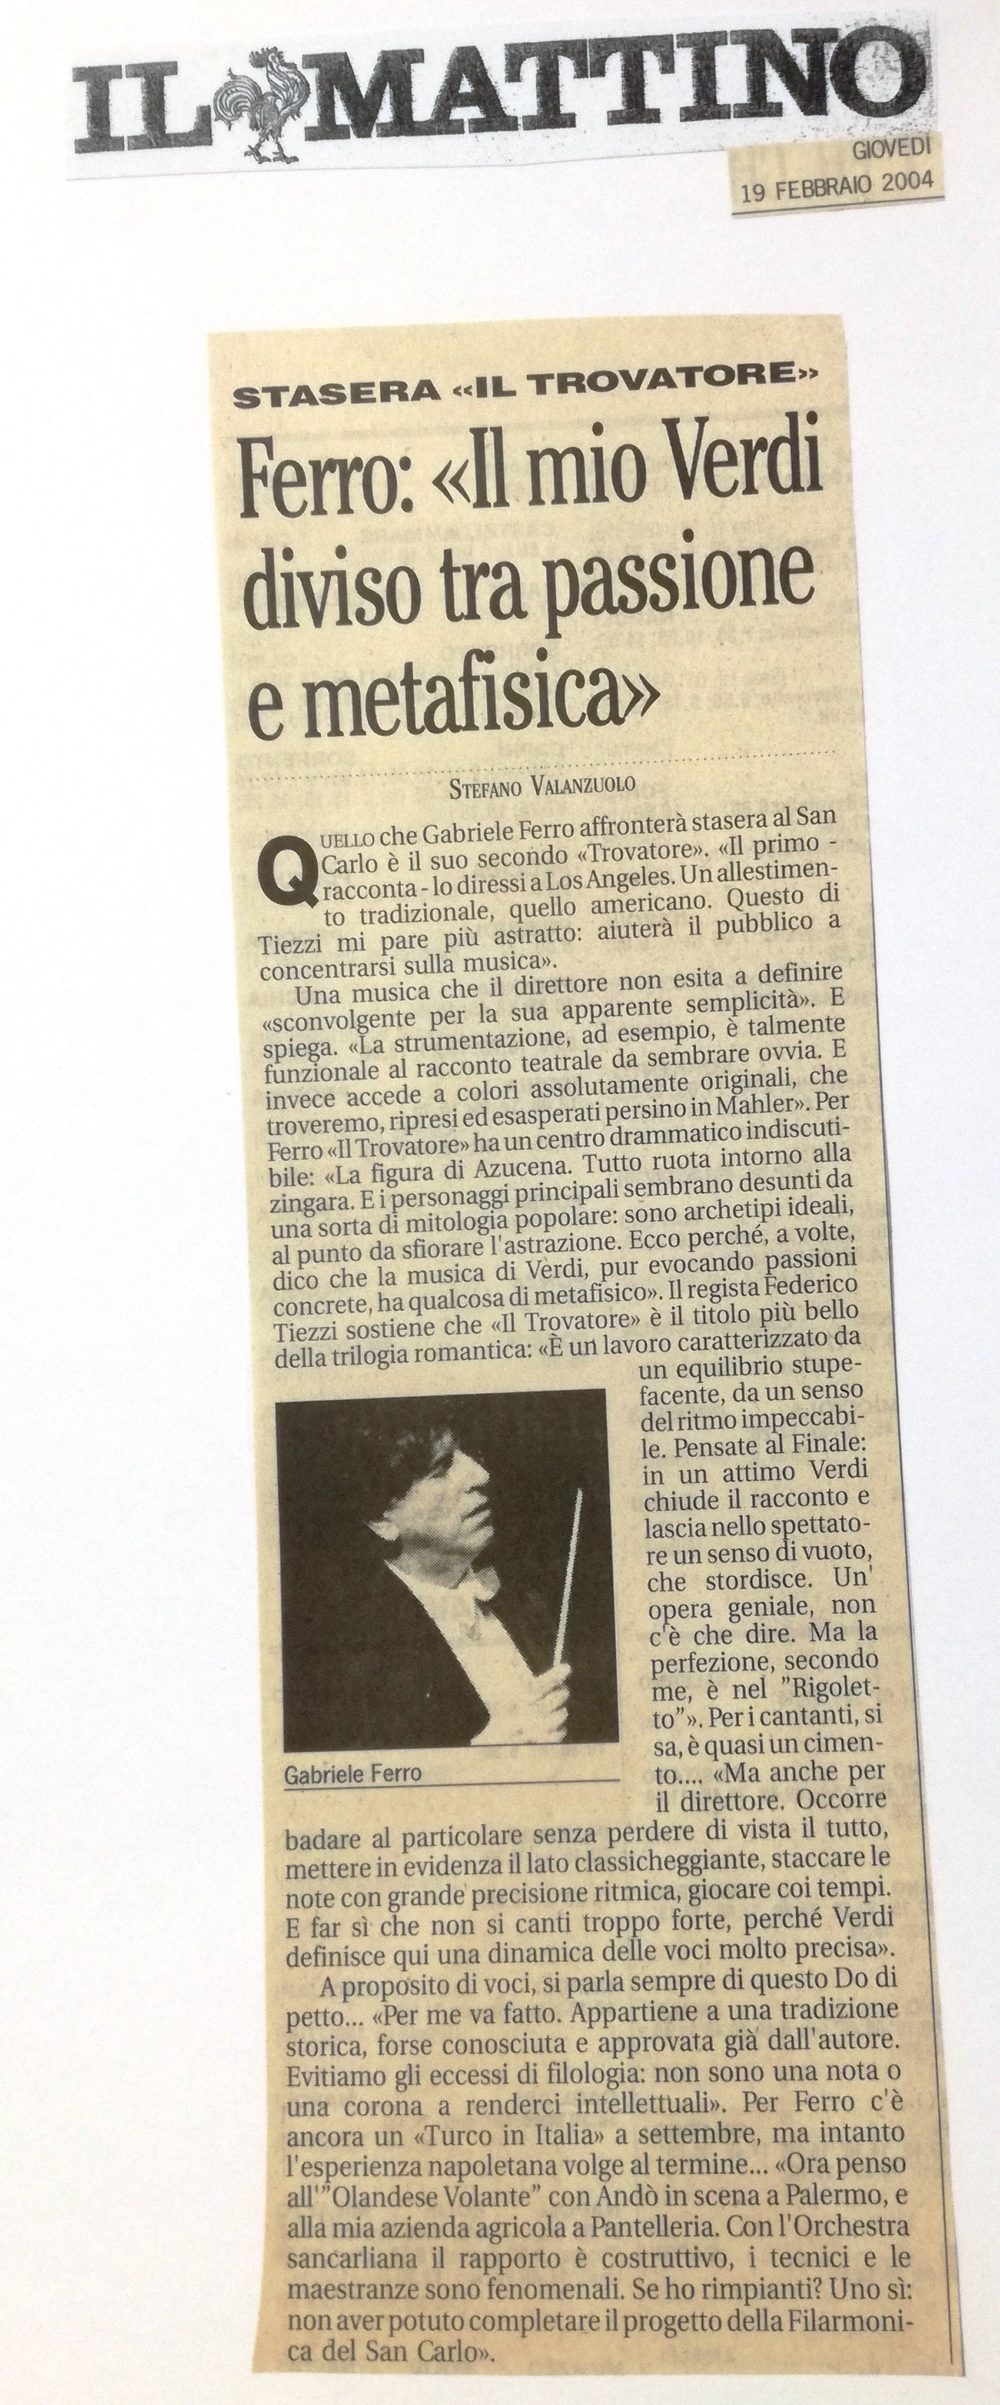 IL MATTINO
GIOVEDÌ
19 FEBBRAIO 2004
STASERA «IL TROVATORE»
Ferro: «Il mio Verdi
diviso tra passione
e metafisica»
STEFANO VALANZUOLO
QUELLO che Gabriele Ferro affronterà stasera al San
Carlo è il suo secondo «Trovatore». «Il primo -
racconta - lo diressi a Los Angeles. Un allestimen-
to tradizionale, quello americano. Questo di
Tiezzi mi pare più astratto: aiuterà il pubblico a
concentrarsi sulla musica».
Una musica che il direttore non esita a definire
«sconvolgente per la sua apparente semplicità». E
spiega. «La strumentazione, ad esempio, è talmente
funzionale al racconto teatrale da sembrare ovvia. E
invece accede a colori assolutamente originali, che
troveremo, ripresi ed esasperati persino in Mahler». Per
Ferro «Il Trovatore» ha un centro drammatico indiscuti-
bile: «La figura di Azucena. Tutto ruota intorno alla
zingara. E i personaggi principali sembrano desunti da
una sorta di mitologia popolare: sono archetipi ideali,
al punto da sfiorare l'astrazione. Ecco perché, a volte,
dico che la musica di Verdi, pur evocando passioni
concrete, ha qualcosa di metafisico». Il regista Federico
Tiezzi sostiene che «Il Trovatore» è il titolo più bello
della trilogia romantica: «È un lavoro caratterizzato da
un equilibrio stupe-
facente, da un senso
del ritmo impeccabi-
le. Pensate al Finale:
in un attimo Verdi
chiude il racconto e
lascia nello spettato-
re un senso di vuoto,
che stordisce. Un'
opera geniale, non
c'è che dire. Ma la
perfezione, secondo
me, è nel "Rigolet-
to"». Per i cantanti, si
sa, è quasi un cimen-
to.... «Ma anche per
il direttore. Occorre
Gabriele Ferro
badare al particolare senza perdere di vista il tutto,
mettere in evidenza il lato classicheggiante, staccare le
note con grande precisione ritmica, giocare coi tempi.
E far sì che non si canti troppo forte, perché Verdi
definisce qui una dinamica delle voci molto precisa».
A proposito di voci, si parla sempre di questo Do di
petto... «Per me va fatto. Appartiene a una tradizione
storica, forse conosciuta e approvata già dall'autore.
Evitiamo gli eccessi di filologia: non sono una nota o
una corona a renderci intellettuali». Per Ferro c'è
ancora un «Turco in Italia» a settembre, ma intanto
l'esperienza napoletana volge al termine... «Ora penso
all'"Olandese Volante" con Andò in scena a Palermo, e
alla mia azienda agricola a Pantelleria. Con l'Orchestra
sancarliana il rapporto è costruttivo, i tecnici e le
maestranze sono fenomenali. Se ho rimpianti? Uno sì:
non aver potuto completare il progetto della Filarmoni-
ca del San Carlo».